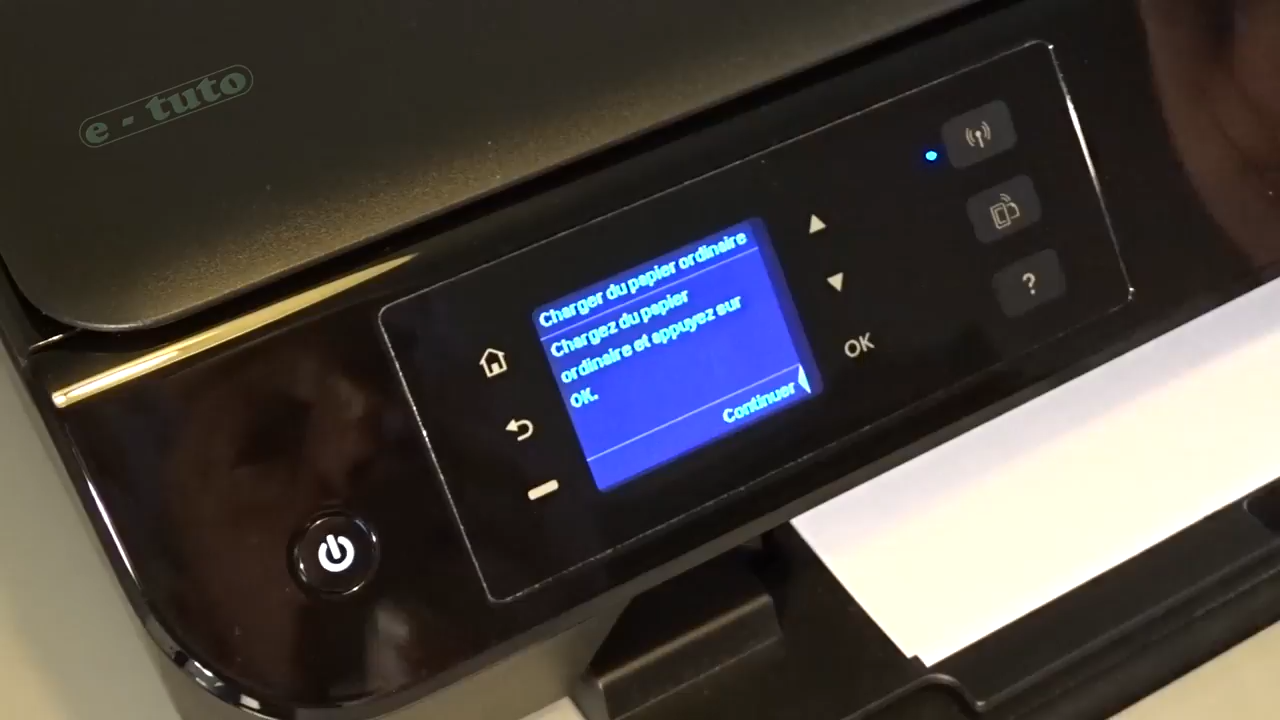 e - tuto
Charger du papier ordinaire
Chargez du papier
ordinaire et appuyez sur
OK.
Continuer
OK
?